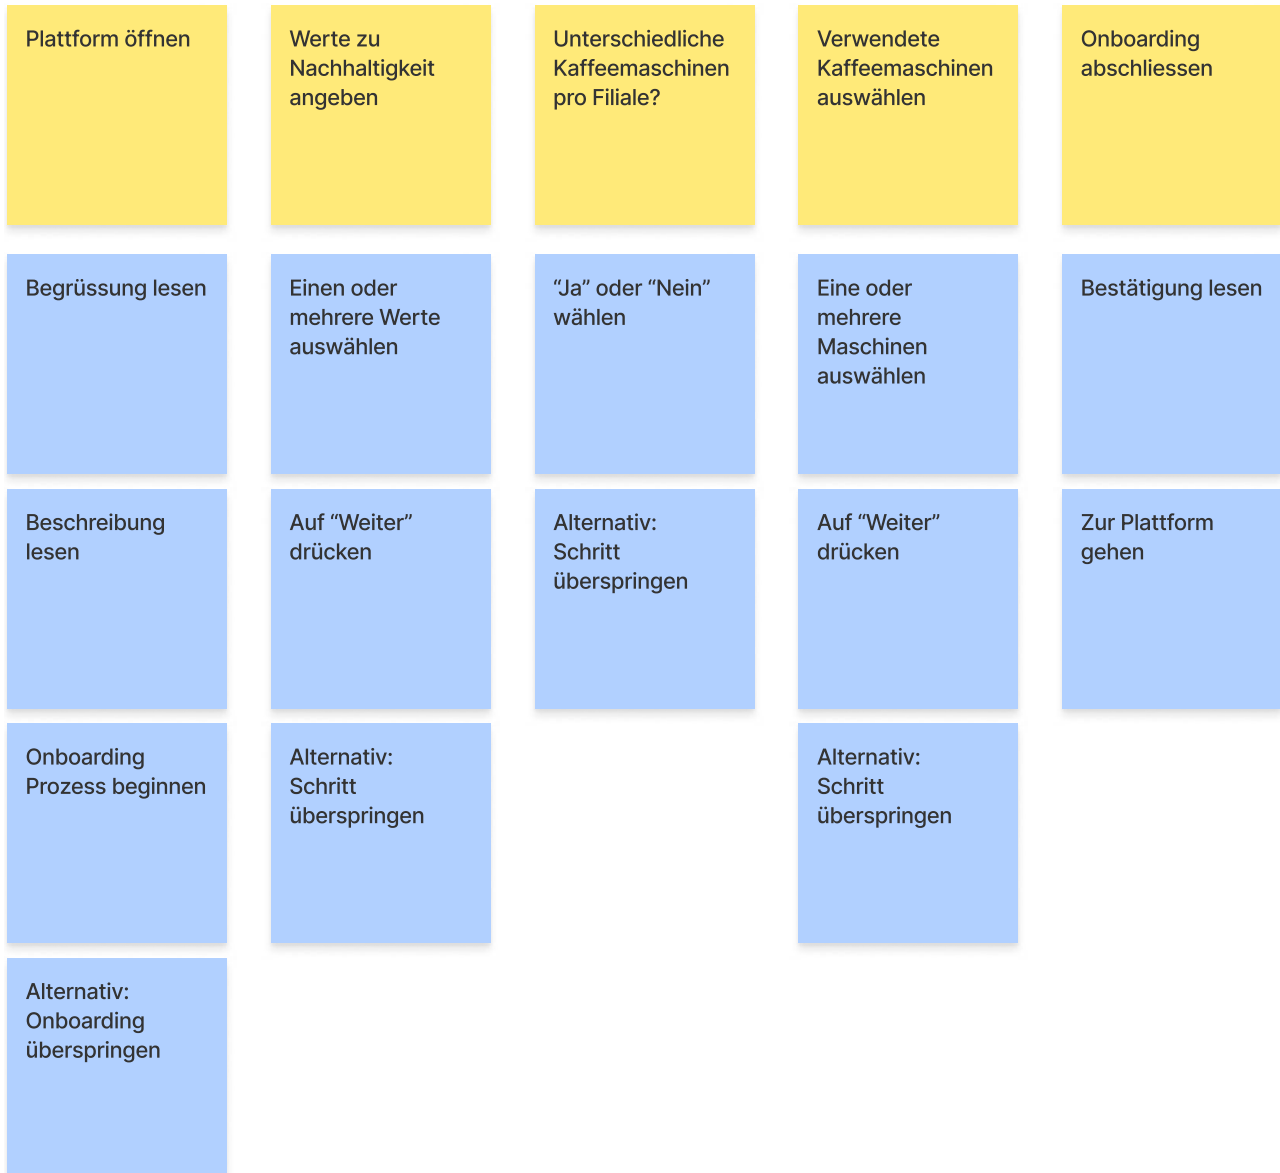 Plattform öffnen
Werte zu
Nachhaltigkeit
angeben
Unterschiedliche
Kaffeemaschinen
pro Filiale?
Verwendete
Kaffeemaschinen
auswählen
Onboarding
abschliessen
Begrüssung lesen
Einen oder
mehrere Werte
auswählen
“Ja” oder “Nein”
wählen
Eine oder
mehrere
Maschinen
auswählen
Bestätigung lesen
Beschreibung
lesen
Auf “Weiter”
drücken
Alternativ:
Schritt
überspringen
Auf “Weiter”
drücken
Zur Plattform
gehen
Onboarding
Prozess beginnen
Alternativ:
Schritt
überspringen
Alternativ:
Schritt
überspringen
Alternativ:
Onboarding
überspringen